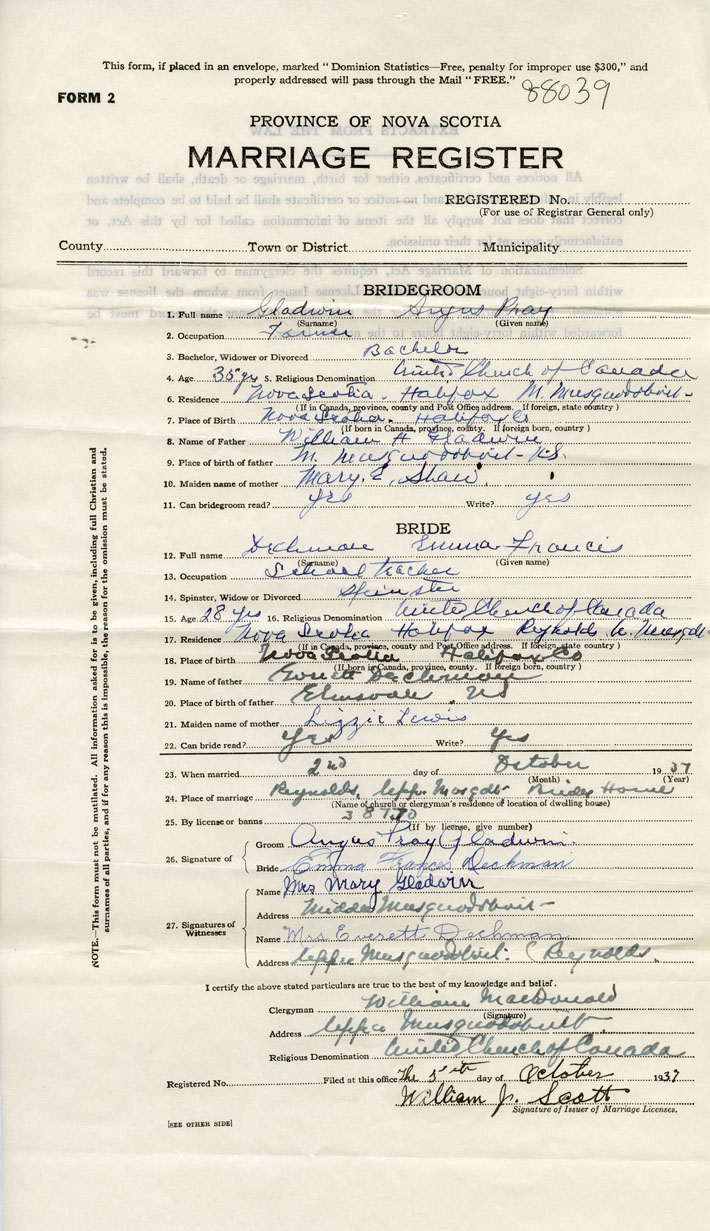 This form, if placed in an envelope, marked "Dominion Statistics—Free, penalty for improper use $300," and
properly addressed will pass through the Mail "FREE."
FORM 2
88039
PROVINCE OF NOVA SCOTIA
MARRIAGE REGISTER
REGISTERED No.
(For use of Registrar General only)
County Town or District Municipality
BRIDEGROOM
1. Full name Gladwin Angus Pray
(Surname) (Given name)
2. Occupation Farmer
3. Bachelor, Widower or Divorced Bachelor
4. Age 35 yr 5. Religious Denomination United Church of Canada
6. Residence Nova Scotia. Halifax M. Musquodoboit-
(If in Canada, province, county and Post Office address. If foreign, state country)
7. Place of Birth Nova Scotia. Halifax Co
(If born in Canada, province, county. If foreign born, country)
8. Name of Father William H Gladwin
9. Place of birth of father M. Musquodoboit- N.S.
10. Maiden name of mother Mary. E. Shaw
11. Can bridegroom read? yes Write? yes
BRIDE
12. Full name Dechman Emma Francis
(Surname) (Given name)
13. Occupation School teacher
14. Spinster, Widow or Divorced Spinster
15. Age 28 yrs 16. Religious Denomination United Church of Canada
17. Residence Nova Scotia Halifax Reynolds U. Musqdt-
(If in Canada, province, county and Post Office address. If foreign, state country)
18. Place of birth Nova Scotia Halifax Co
(If born in Canada, province, county. If foreign born, country)
19. Name of father Everett Dechman
20. Place of birth of father Elmsvale NS
21. Maiden name of mother Lizzie Lewis
22. Can bride read? Yes Write? Yes
23. When married 2nd day of October 1937
(Month) (Year)
24. Place of marriage Reynolds, Upper Musqdt- Brides Home
(Name of church or clergyman's residence or location of dwelling house)
25. By license or banns 38770
(If by license, give number)
26. Signature of
Groom Angus Pray Gladwin.
Bride Emma Francis Dechman
27. Signatures of Witnesses
Name Mrs Mary Gladwin
Address Middle Musquodoboit-
Name Mrs Everett Dechman
Address Upper Musquodoboit. (Reynolds.
I certify the above stated particulars are true to the best of my knowledge and belief.
Clergyman William MacDonald
(Signature)
Address Upper Musquodoboit
Religious Denomination United Church of Canada
Registered No. Filed at this office The 5th day of October 1937
William J. Scott
Signature of Issuer of Marriage Licenses.
[SEE OTHER SIDE]
NOTE.—This form must not be mutilated. All information asked for is to be given, including full Christian and
surnames of all parties, and if for any reason this is impossible, the reason for the omission must be stated.